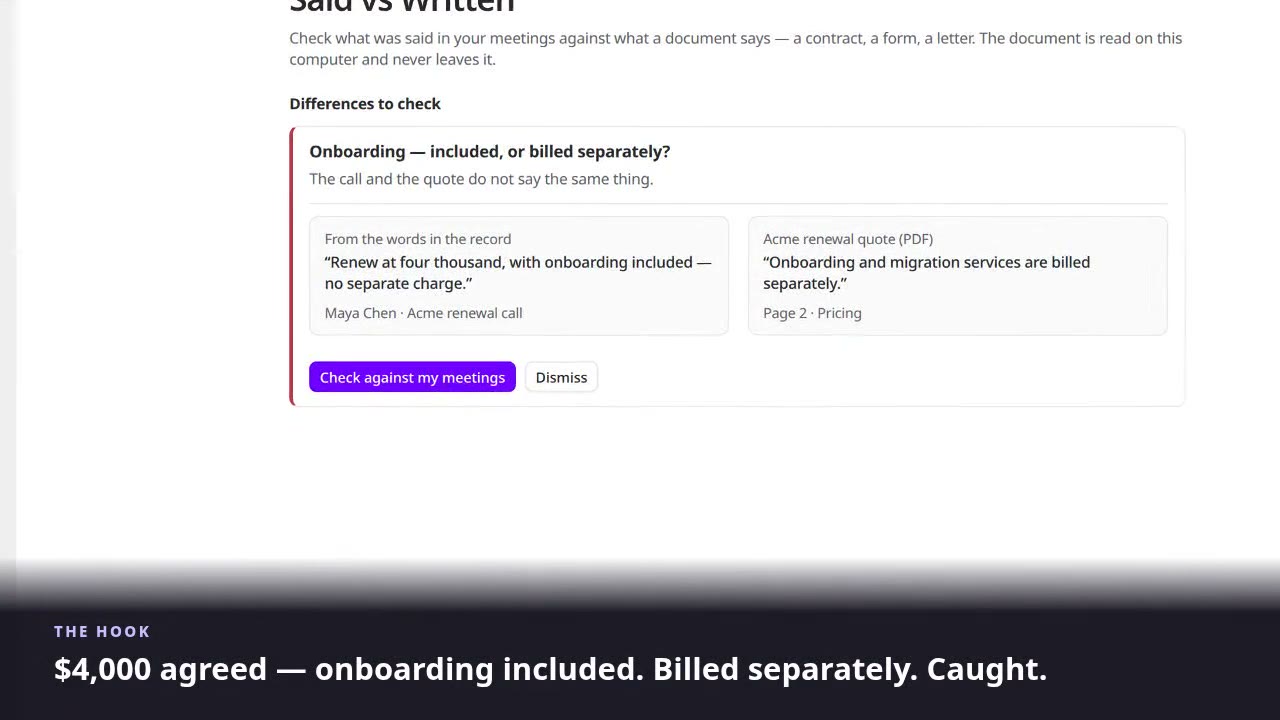 Said vs Written
Check what was said in your meetings against what a document says — a contract, a form, a letter. The document is read on this
computer and never leaves it.
Differences to check
Onboarding — included, or billed separately?
The call and the quote do not say the same thing.
From the words in the record
“Renew at four thousand, with onboarding included —
no separate charge.”
Maya Chen · Acme renewal call
Acme renewal quote (PDF)
“Onboarding and migration services are billed
separately.”
Page 2 · Pricing
Check against my meetings
Dismiss
THE HOOK
$4,000 agreed — onboarding included. Billed separately. Caught.